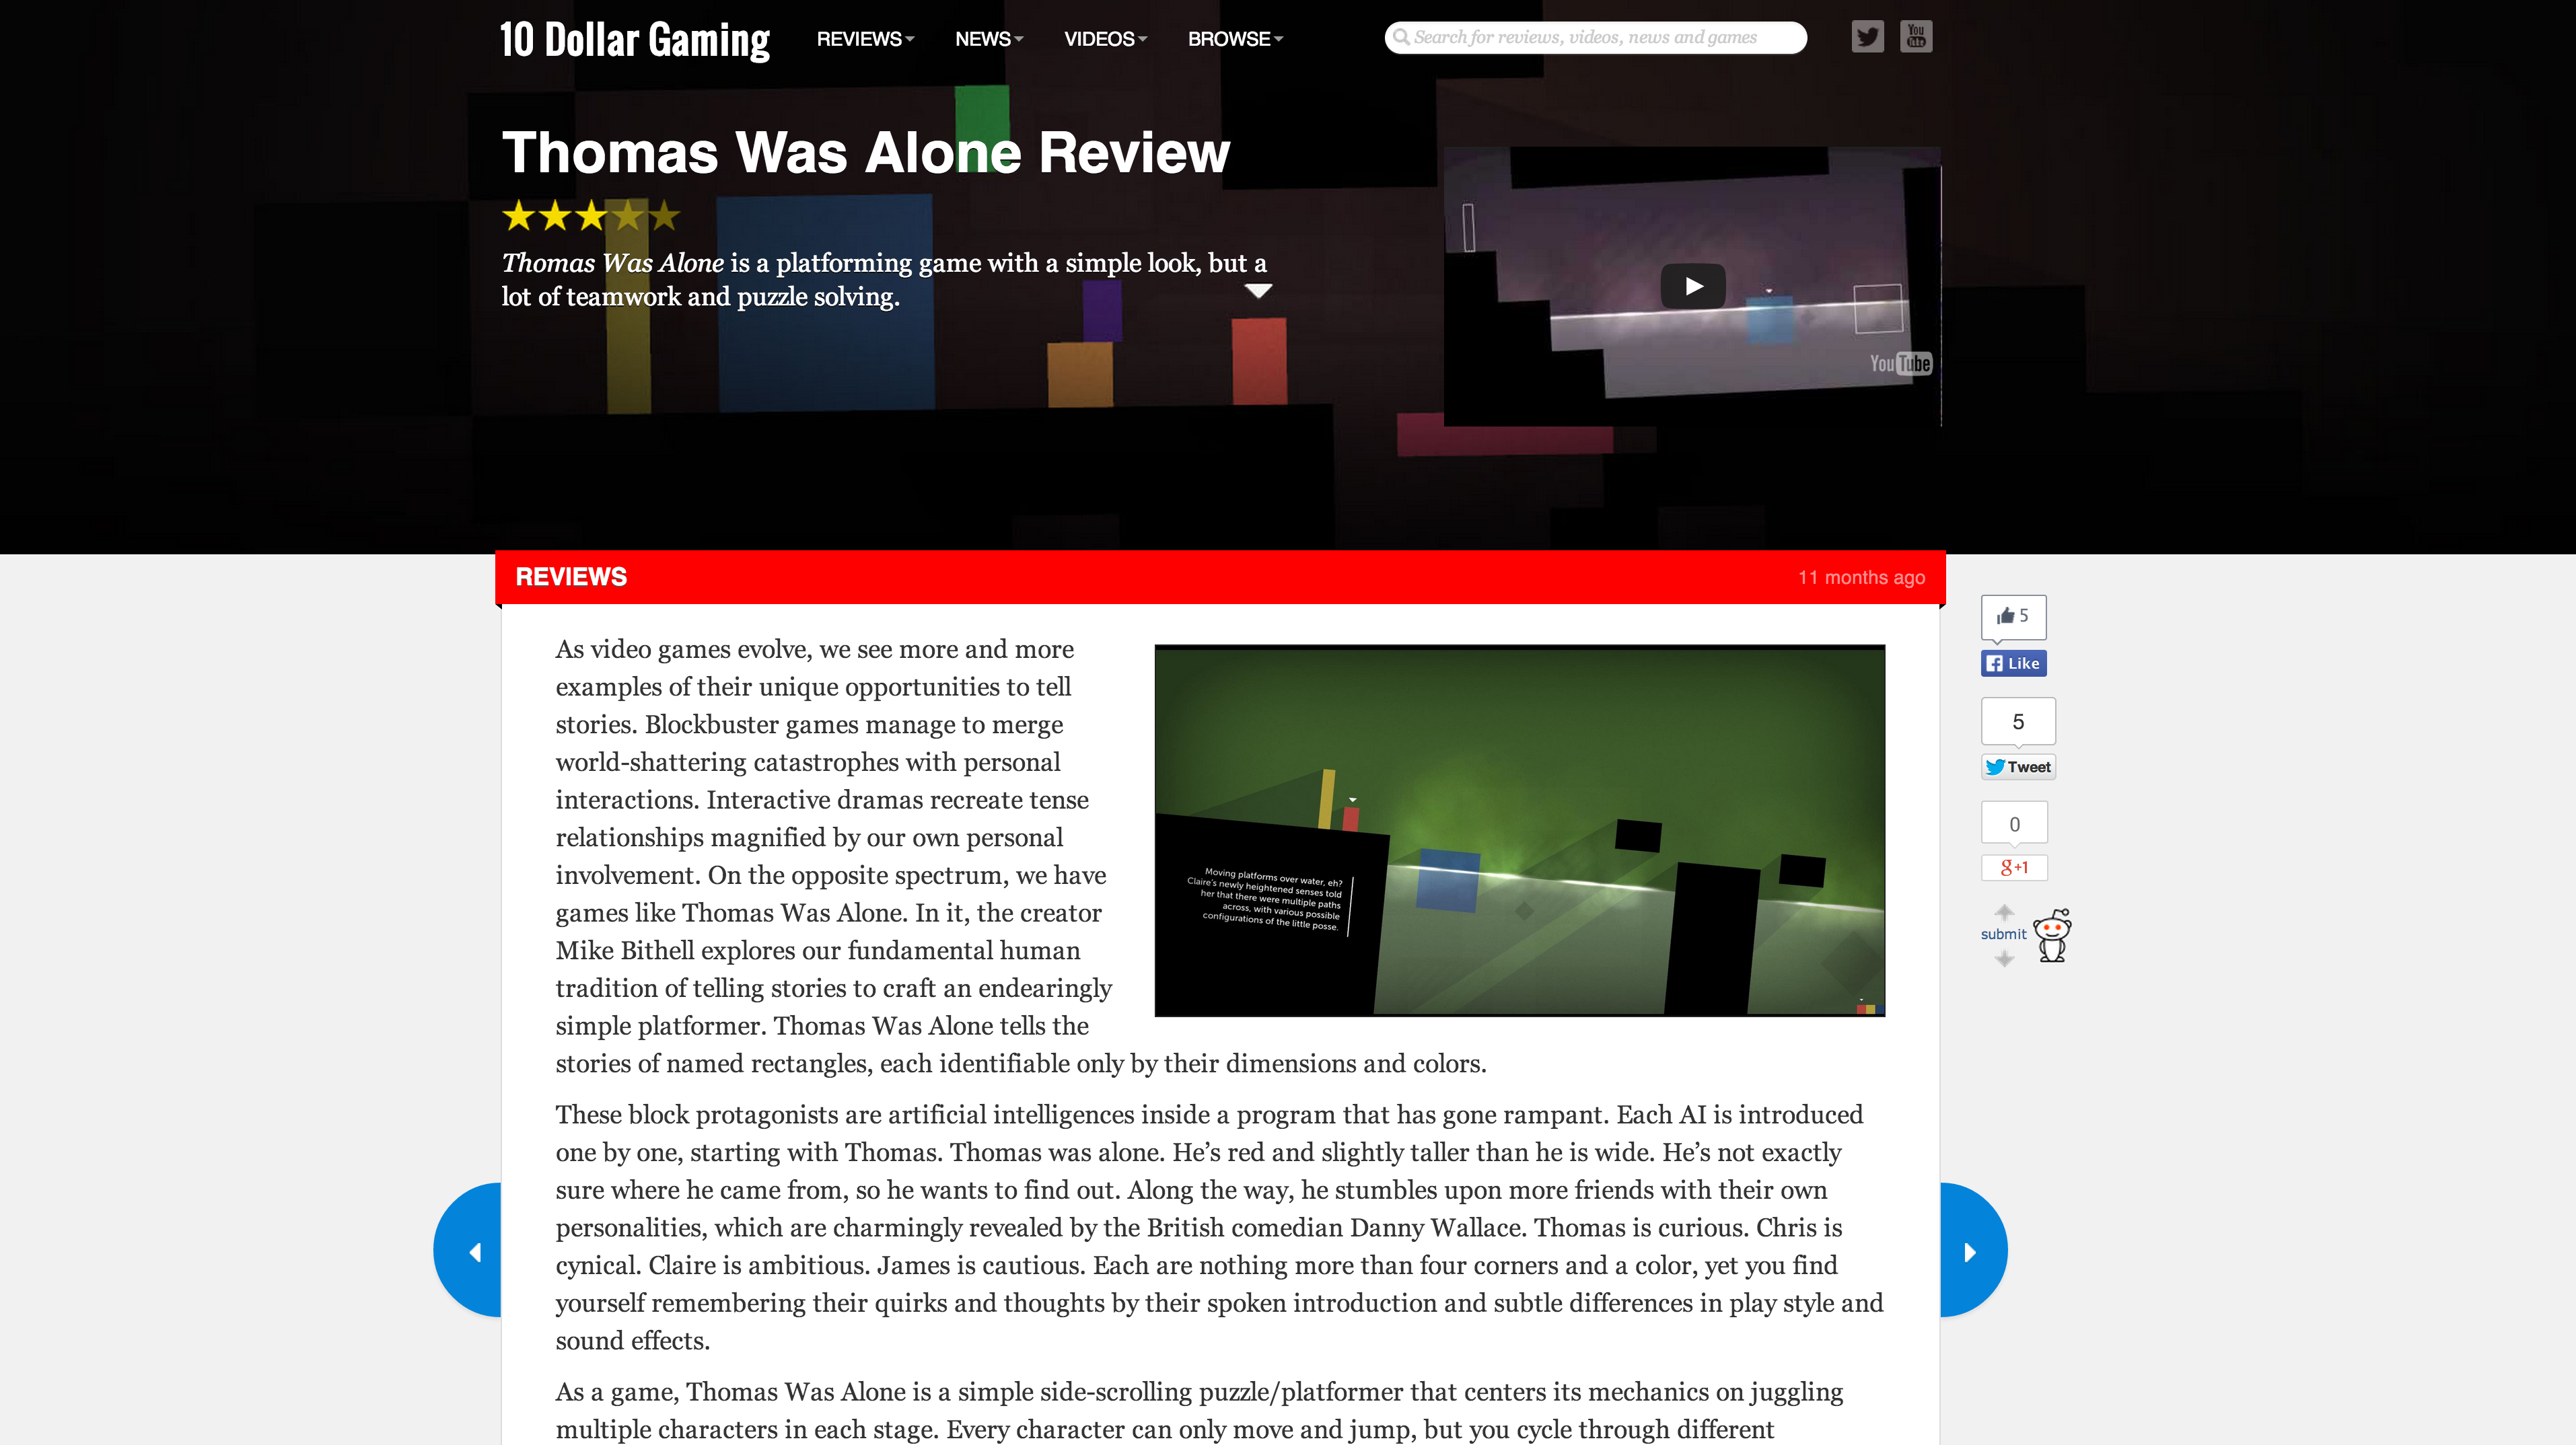 10 Dollar Gaming
REVIEWS
NEWS
VIDEOS
BROWSE
Search for reviews, videos, news and games
You Tube
Thomas Was Alone Review
Thomas Was Alone is a platforming game with a simple look, but a
lot of teamwork and puzzle solving.
YouTube
REVIEWS
11 months ago
As video games evolve, we see more and more
examples of their unique opportunities to tell
stories. Blockbuster games manage to merge
world-shattering catastrophes with personal
interactions. Interactive dramas recreate tense
relationships magnified by our own personal
involvement. On the opposite spectrum, we have
games like Thomas Was Alone. In it, the creator
Mike Bithell explores our fundamental human
tradition of telling stories to craft an endearingly
simple platformer. Thomas Was Alone tells the
stories of named rectangles, each identifiable only by their dimensions and colors.
Moving platforms over water, eh?
Claire's newly heightened senses told
her that there were multiple paths
across, with various possible
configurations of the little posse.
These block protagonists are artificial intelligences inside a program that has gone rampant. Each AI is introduced
one by one, starting with Thomas. Thomas was alone. He’s red and slightly taller than he is wide. He’s not exactly
sure where he came from, so he wants to find out. Along the way, he stumbles upon more friends with their own
personalities, which are charmingly revealed by the British comedian Danny Wallace. Thomas is curious. Chris is
cynical. Claire is ambitious. James is cautious. Each are nothing more than four corners and a color, yet you find
yourself remembering their quirks and thoughts by their spoken introduction and subtle differences in play style and
sound effects.
As a game, Thomas Was Alone is a simple side-scrolling puzzle/platformer that centers its mechanics on juggling
multiple characters in each stage. Every character can only move and jump, but you cycle through different
5
Like
5
Tweet
0
g+1
submit